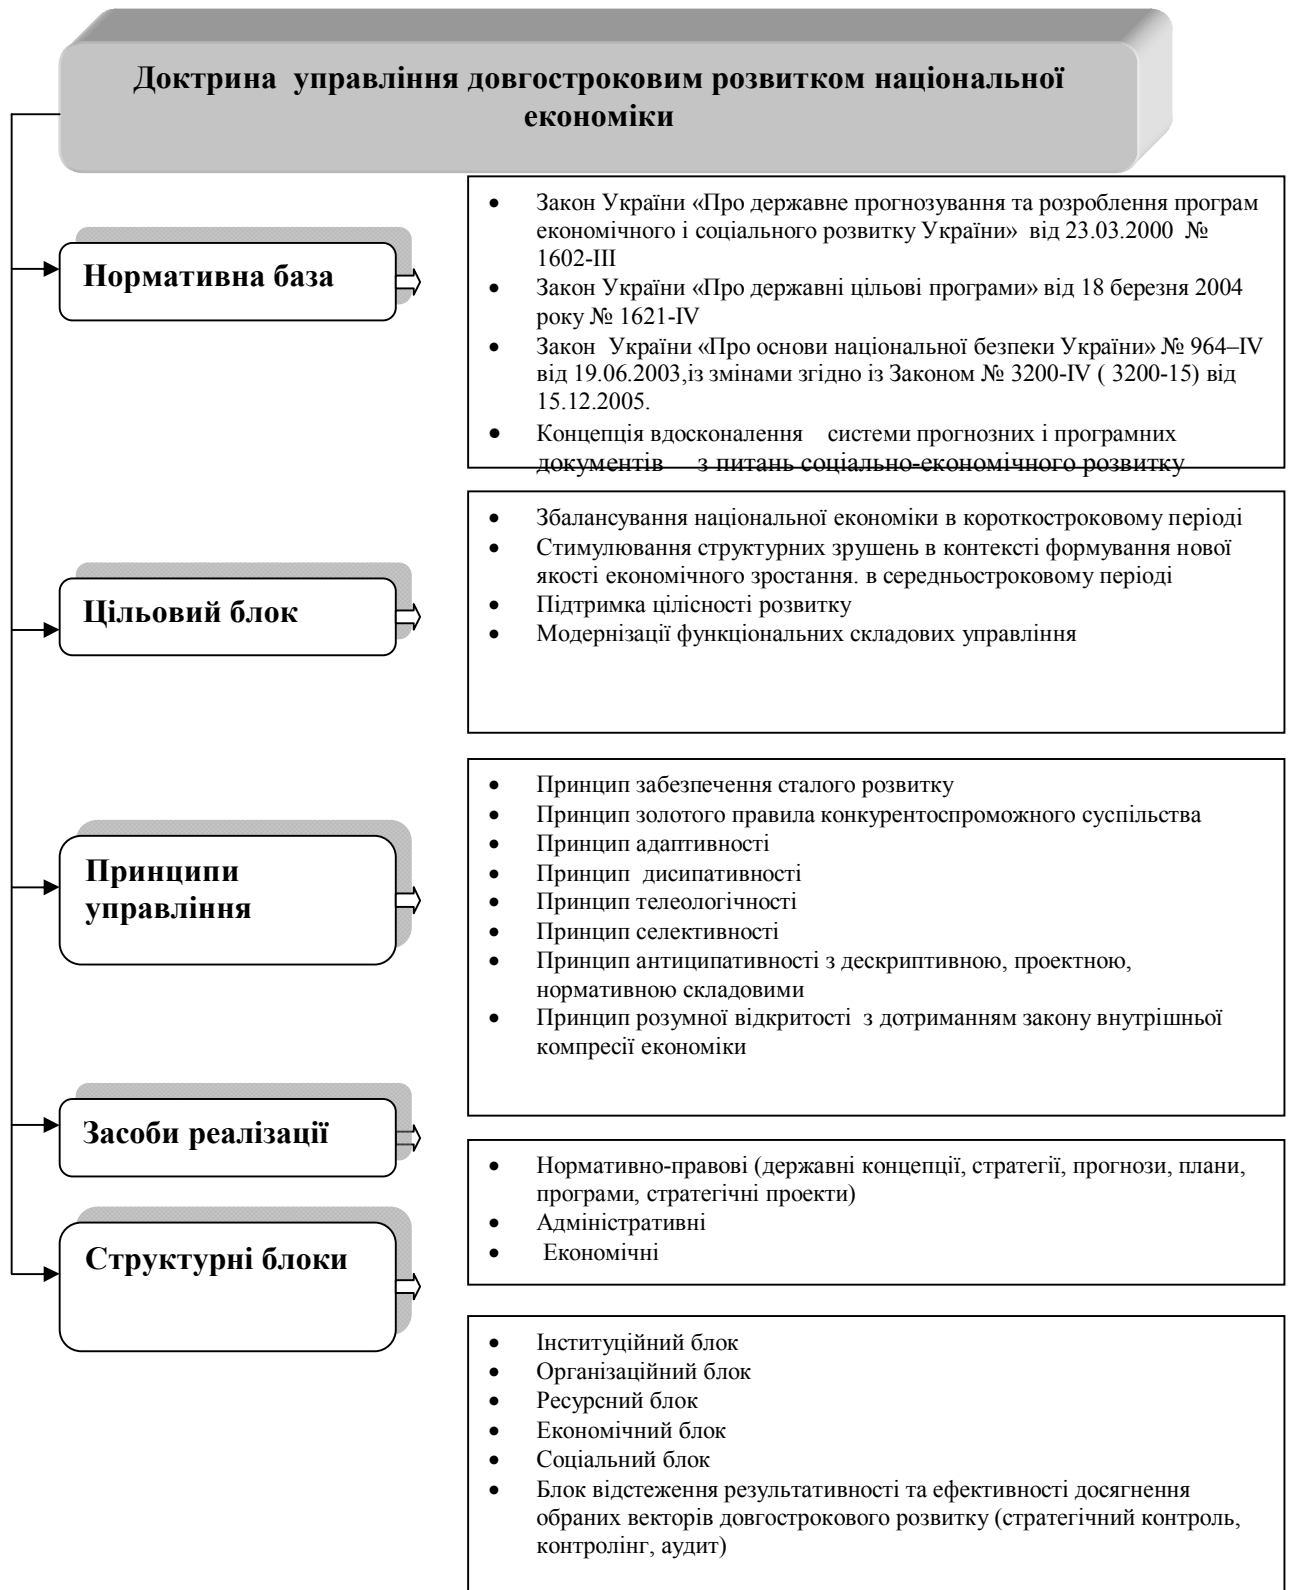 Доктрина управління довгостроковим розвитком національної
економіки
Нормативна база
• Закон України «Про державне прогнозування та розроблення програм
економічного і соціального розвитку України» від 23.03.2000 №
1602-III
• Закон України «Про державні цільові програми» від 18 березня 2004
року № 1621-IV
• Закон України «Про основи національної безпеки України» № 964–IV
від 19.06.2003,із змінами згідно із Законом № 3200-IV ( 3200-15) від
15.12.2005.
• Концепція вдосконалення системи прогнозних і програмних
документів з питань соціально-економічного розвитку
Цільовий блок
• Збалансування національної економіки в короткостроковому періоді
• Стимулювання структурних зрушень в контексті формування нової
якості економічного зростання. в середньостроковому періоді
• Підтримка цілісності розвитку
• Модернізації функціональних складових управління
Принципи
управління
• Принцип забезпечення сталого розвитку
• Принцип золотого правила конкурентоспроможного суспільства
• Принцип адаптивності
• Принцип дисипативності
• Принцип телеологічності
• Принцип селективності
• Принцип антиципативності з дескриптивною, проектною,
нормативною складовими
• Принцип розумної відкритості з дотриманням закону внутрішньої
компресії економіки
Засоби реалізації
• Нормативно-правові (державні концепції, стратегії, прогнози, плани,
програми, стратегічні проекти)
• Адміністративні
• Економічні
Структурні блоки
• Інституційний блок
• Організаційний блок
• Ресурсний блок
• Економічний блок
• Соціальний блок
• Блок відстеження результативності та ефективності досягнення
обраних векторів довгострокового розвитку (стратегічний контроль,
контролінг, аудит)